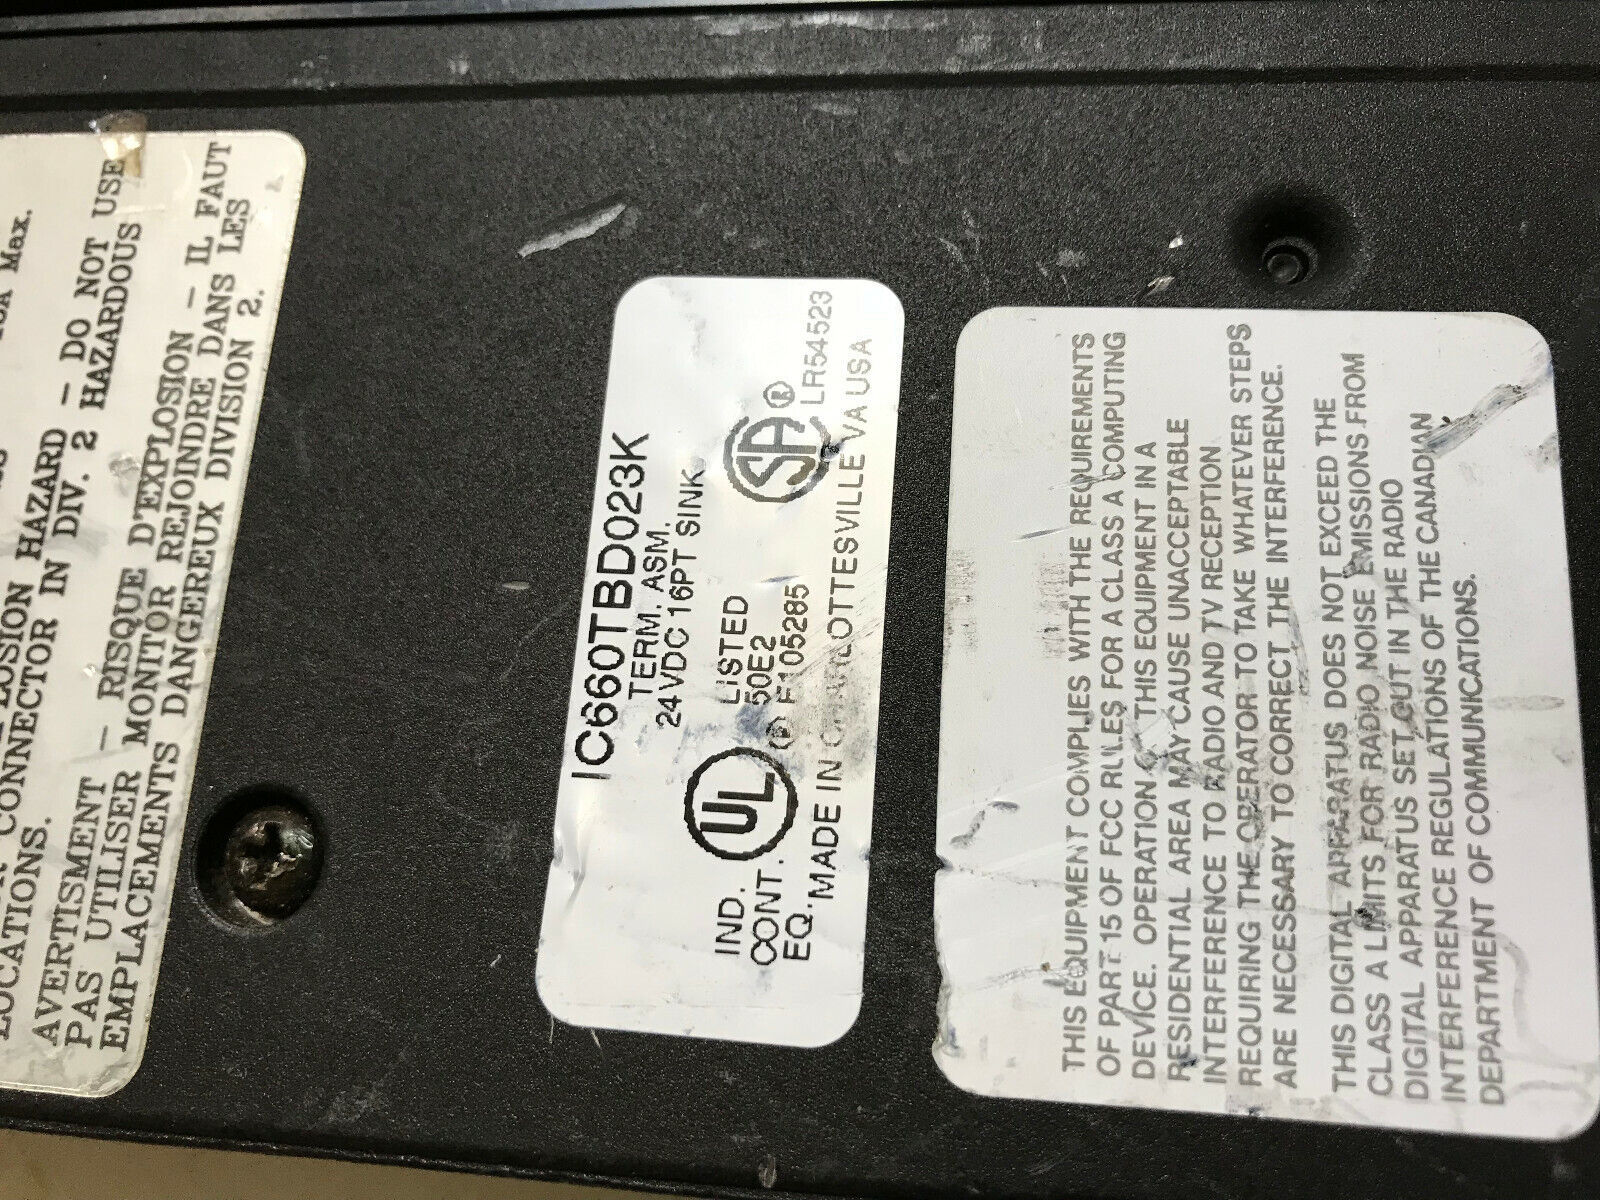 Max.
EXPLOSION HAZARD - DO NOT USE
CONNECTOR IN DIV. 2 HAZARDOUS
LOCATIONS.
AVERTISMENT - RISQUE D'EXPLOSION - IL FAUT
PAS UTILISER MONITOR REJOINDRE DANS LES
EMPLACEMENTS DANGEREUX DIVISION 2.
IC660TBD023K
TERM. ASM.
24 VDC 16PT SINK
UL
LISTED
50E2
E105285
IND.
CONT.
EQ.
SA ®
LR54523
MADE IN CHARLOTTESVILLE VA USA
THIS EQUIPMENT COMPLIES WITH THE REQUIREMENTS
OF PART 15 OF FCC RULES FOR A CLASS A COMPUTING
DEVICE. OPERATION OF THIS EQUIPMENT IN A
RESIDENTIAL AREA MAY CAUSE UNACCEPTABLE
INTERFERENCE TO RADIO AND TV RECEPTION
REQUIRING THE OPERATOR TO TAKE WHATEVER STEPS
ARE NECESSARY TO CORRECT THE INTERFERENCE.
THIS DIGITAL APPARATUS DOES NOT EXCEED THE
CLASS A LIMITS FOR RADIO NOISE EMISSIONS FROM
DIGITAL APPARATUS SET OUT IN THE RADIO
INTERFERENCE REGULATIONS OF THE CANADIAN
DEPARTMENT OF COMMUNICATIONS.